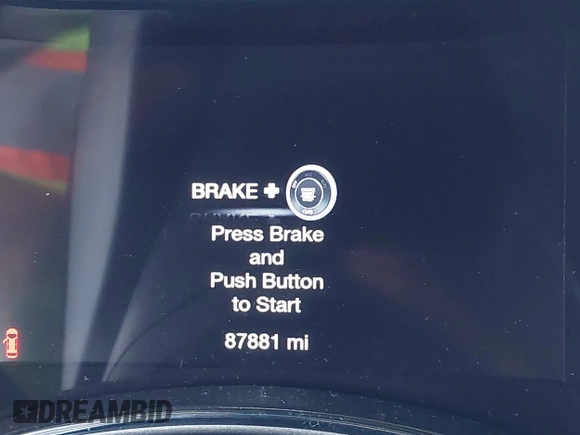 BRAKE +
Press Brake
and
Push Button
to Start
87881 mi
DREAMBID